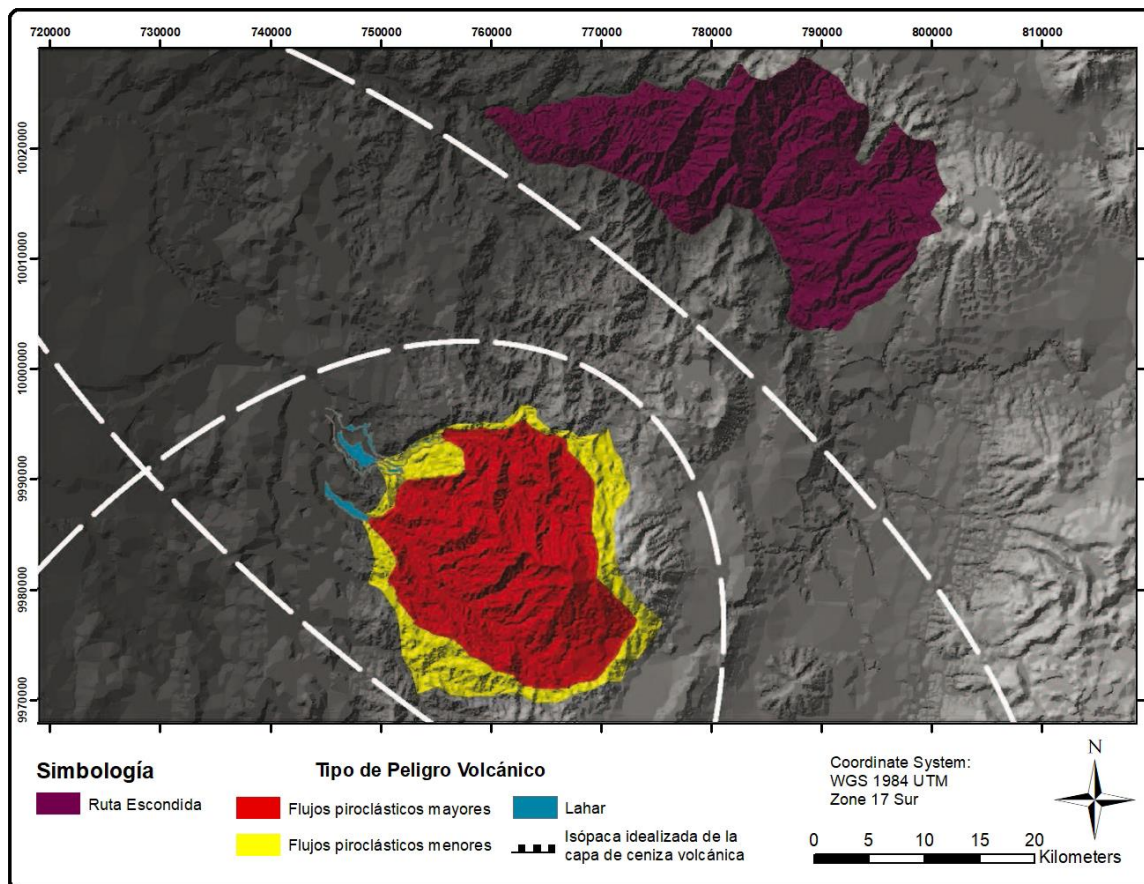 720000 730000 740000 750000 760000 770000 780000 790000 800000 810000
10020000
10010000
10000000
9990000
9980000
9970000
Simbología
Ruta Escondida
Tipo de Peligro Volcánico
Flujos piroclásticos mayores
Flujos piroclásticos menores
Lahar
Isópaca idealizada de la
capa de ceniza volcánica
Coordinate System:
WGS 1984 UTM
Zone 17 Sur
N
0 5 10 15 20
Kilometers